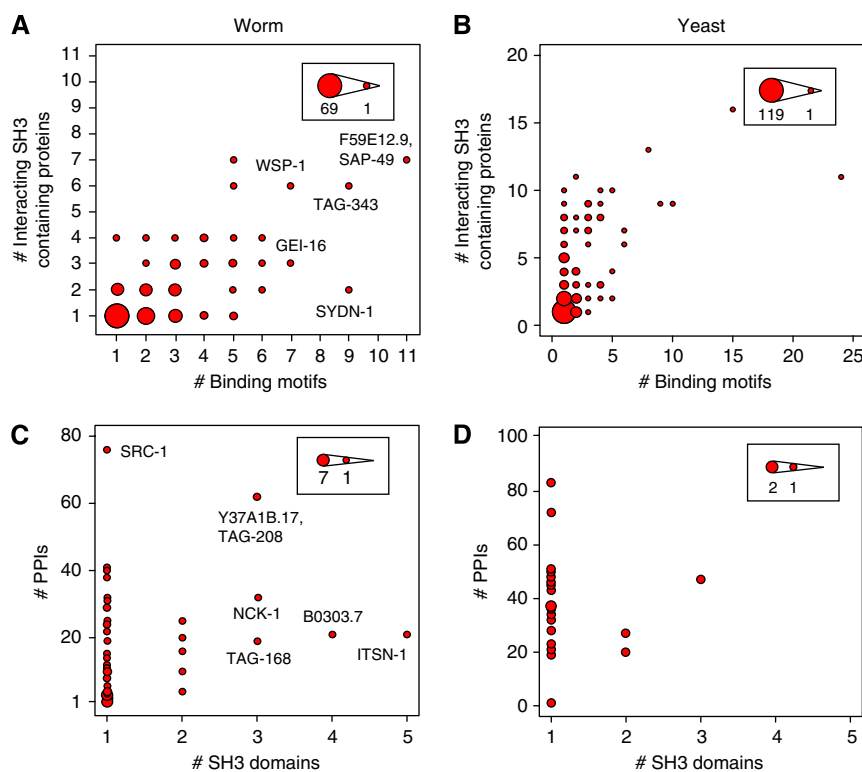 A
Worm
# Interacting SH3
containing proteins
11
10
9
8
7
6
5
4
3
2
1
69 1
F59E12.9,
SAP-49
WSP-1
TAG-343
GEI-16
SYDN-1
1 2 3 4 5 6 7 8 9 10 11
# Binding motifs
B
Yeast
# Interacting SH3
containing proteins
20
15
10
5
0
119 1
0 5 10 15 20 25
# Binding motifs
C
# PPIs
80
60
40
20
1
SRC-1
7 1
Y37A1B.17,
TAG-208
NCK-1
B0303.7
TAG-168
ITSN-1
1 2 3 4 5
# SH3 domains
D
# PPIs
100
80
60
40
20
0
2 1
1 2 3 4 5
# SH3 domains